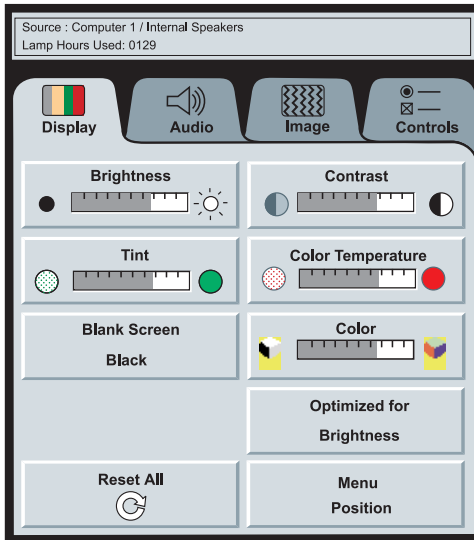 Source : Computer 1 / Internal Speakers
Lamp Hours Used: 0129
Display
Audio
Image
Controls
Brightness
Contrast
Tint
Color Temperature
Blank Screen
Black
Color
Optimized for
Brightness
Reset All
Menu
Position